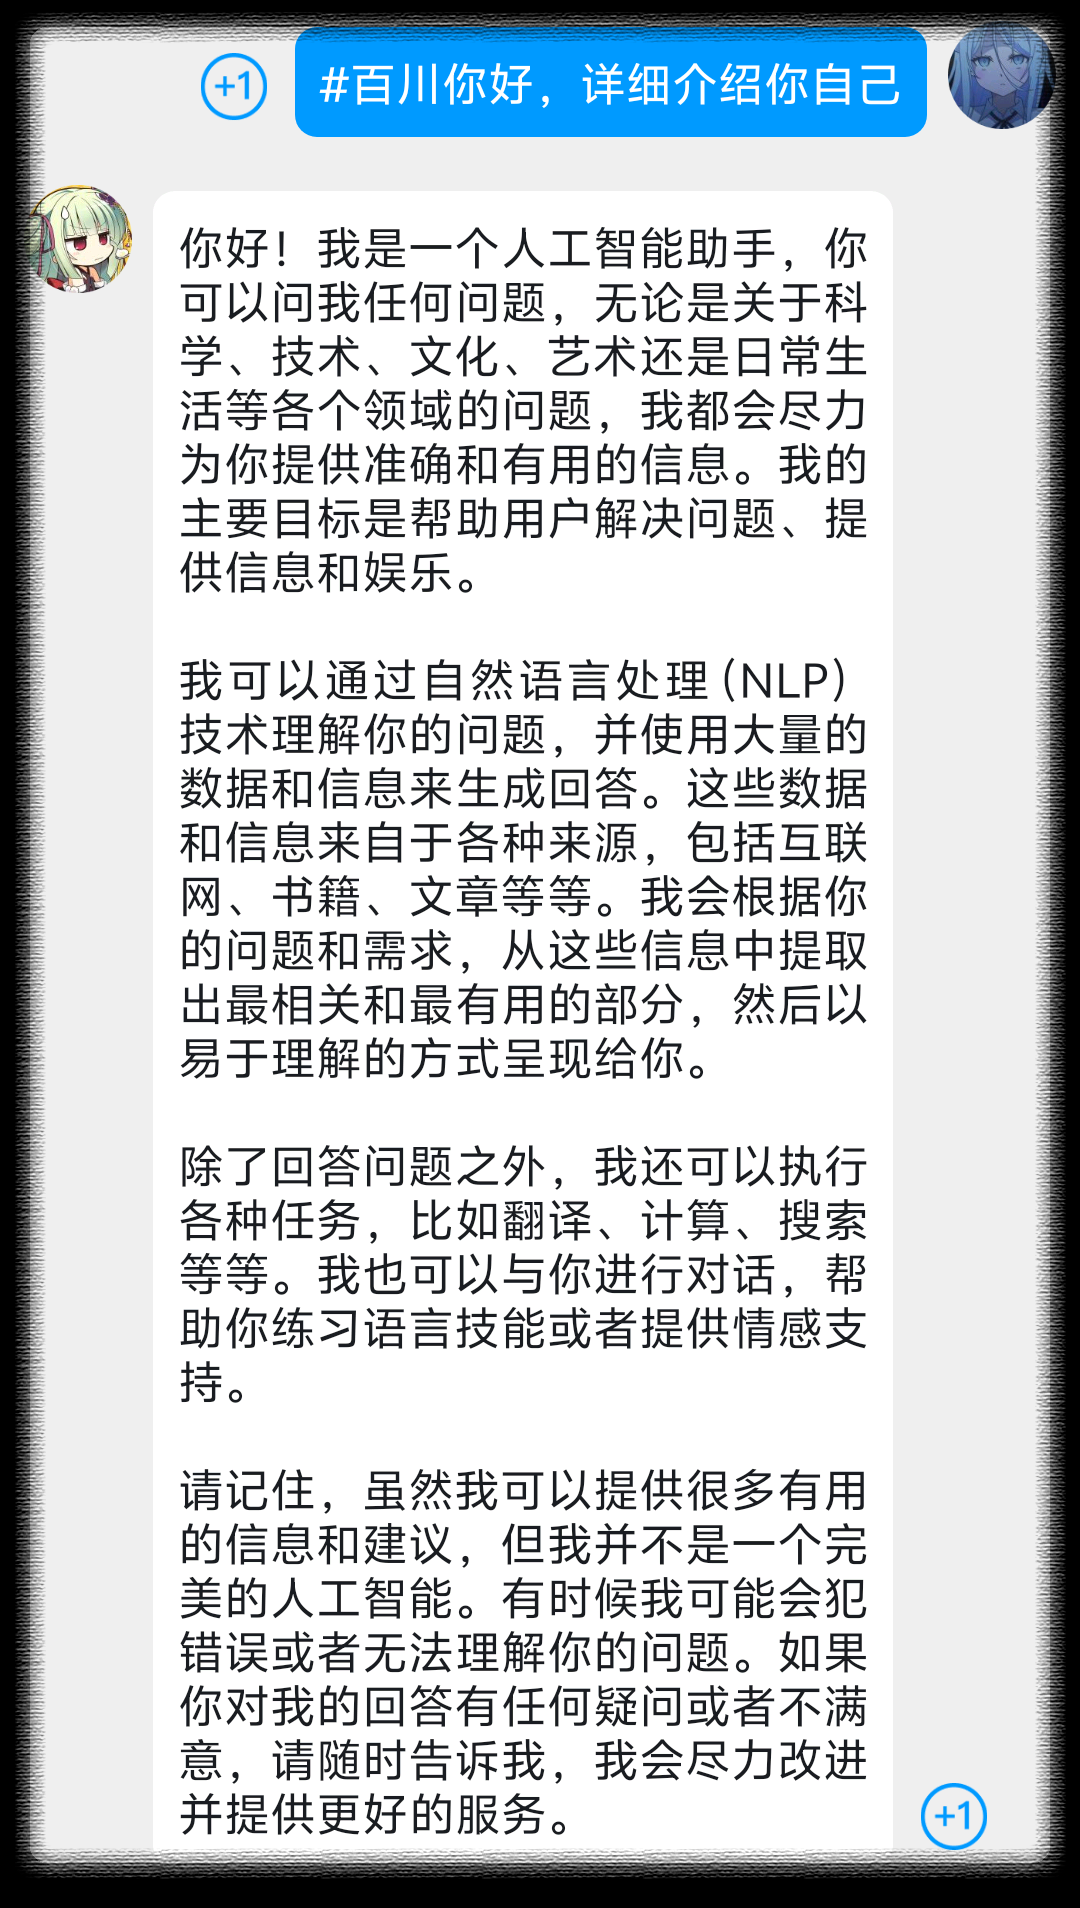 +1
#百川你好，详细介绍你自己
你好！我是一个人工智能助手，你
可以问我任何问题，无论是关于科
学、技术、文化、艺术还是日常生
活等各个领域的问题，我都会尽力
为你提供准确和有用的信息。我的
主要目标是帮助用户解决问题、提
供信息和娱乐。
我可以通过自然语言处理(NLP)
技术理解你的问题，并使用大量的
数据和信息来生成回答。这些数据
和信息来自于各种来源，包括互联
网、书籍、文章等等。我会根据你
的问题和需求，从这些信息中提取
出最相关和最有用的部分，然后以
易于理解的方式呈现给你。
除了回答问题之外，我还可以执行
各种任务，比如翻译、计算、搜索
等等。我也可以与你进行对话，帮
助你练习语言技能或者提供情感支
持。
请记住，虽然我可以提供很多有用
的信息和建议，但我并不是一个完
美的人工智能。有时候我可能会犯
错误或者无法理解你的问题。如果
你对我的回答有任何疑问或者不满
意，请随时告诉我，我会尽力改进
并提供更好的服务。
+1